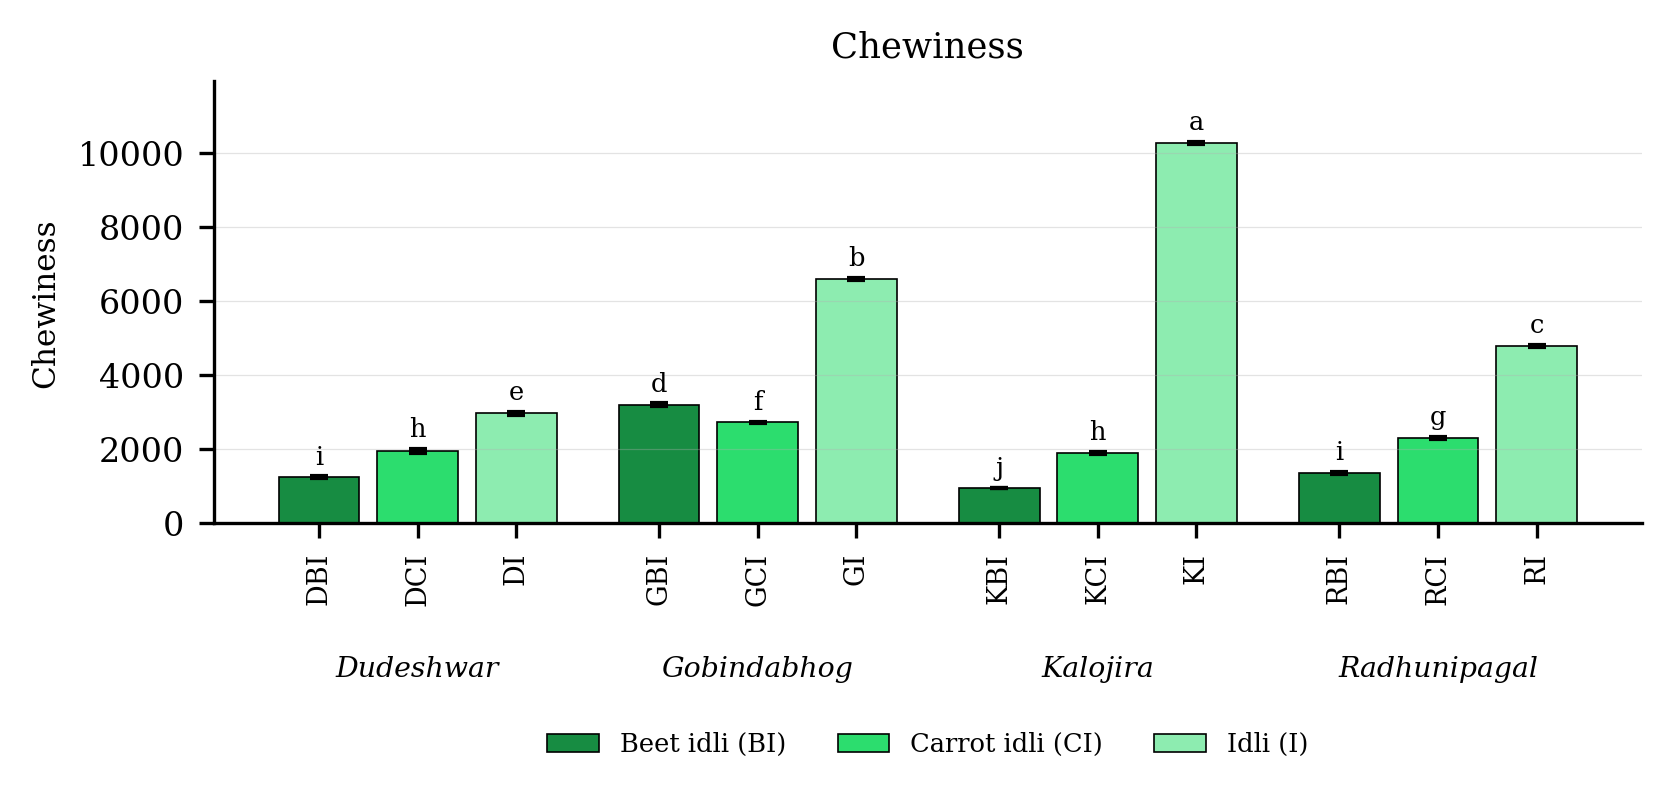 Chewiness
Chewiness
10000
8000
6000
4000
2000
0
i
h
e
d
f
b
j
h
a
i
g
c
DBI
DCI
DI
GBI
GCI
GI
KBI
KCI
KI
RBI
RCI
RI
Dudeshwar
Gobindabhog
Kalojira
Radhunipagal
Beet idli (BI)
Carrot idli (CI)
Idli (I)